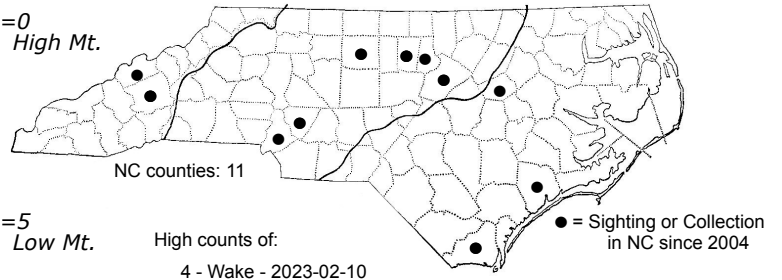 =0
High Mt.
NC counties: 11
=5
Low Mt.
High counts of:
4 - Wake - 2023-02-10
● = Sighting or Collection
in NC since 2004